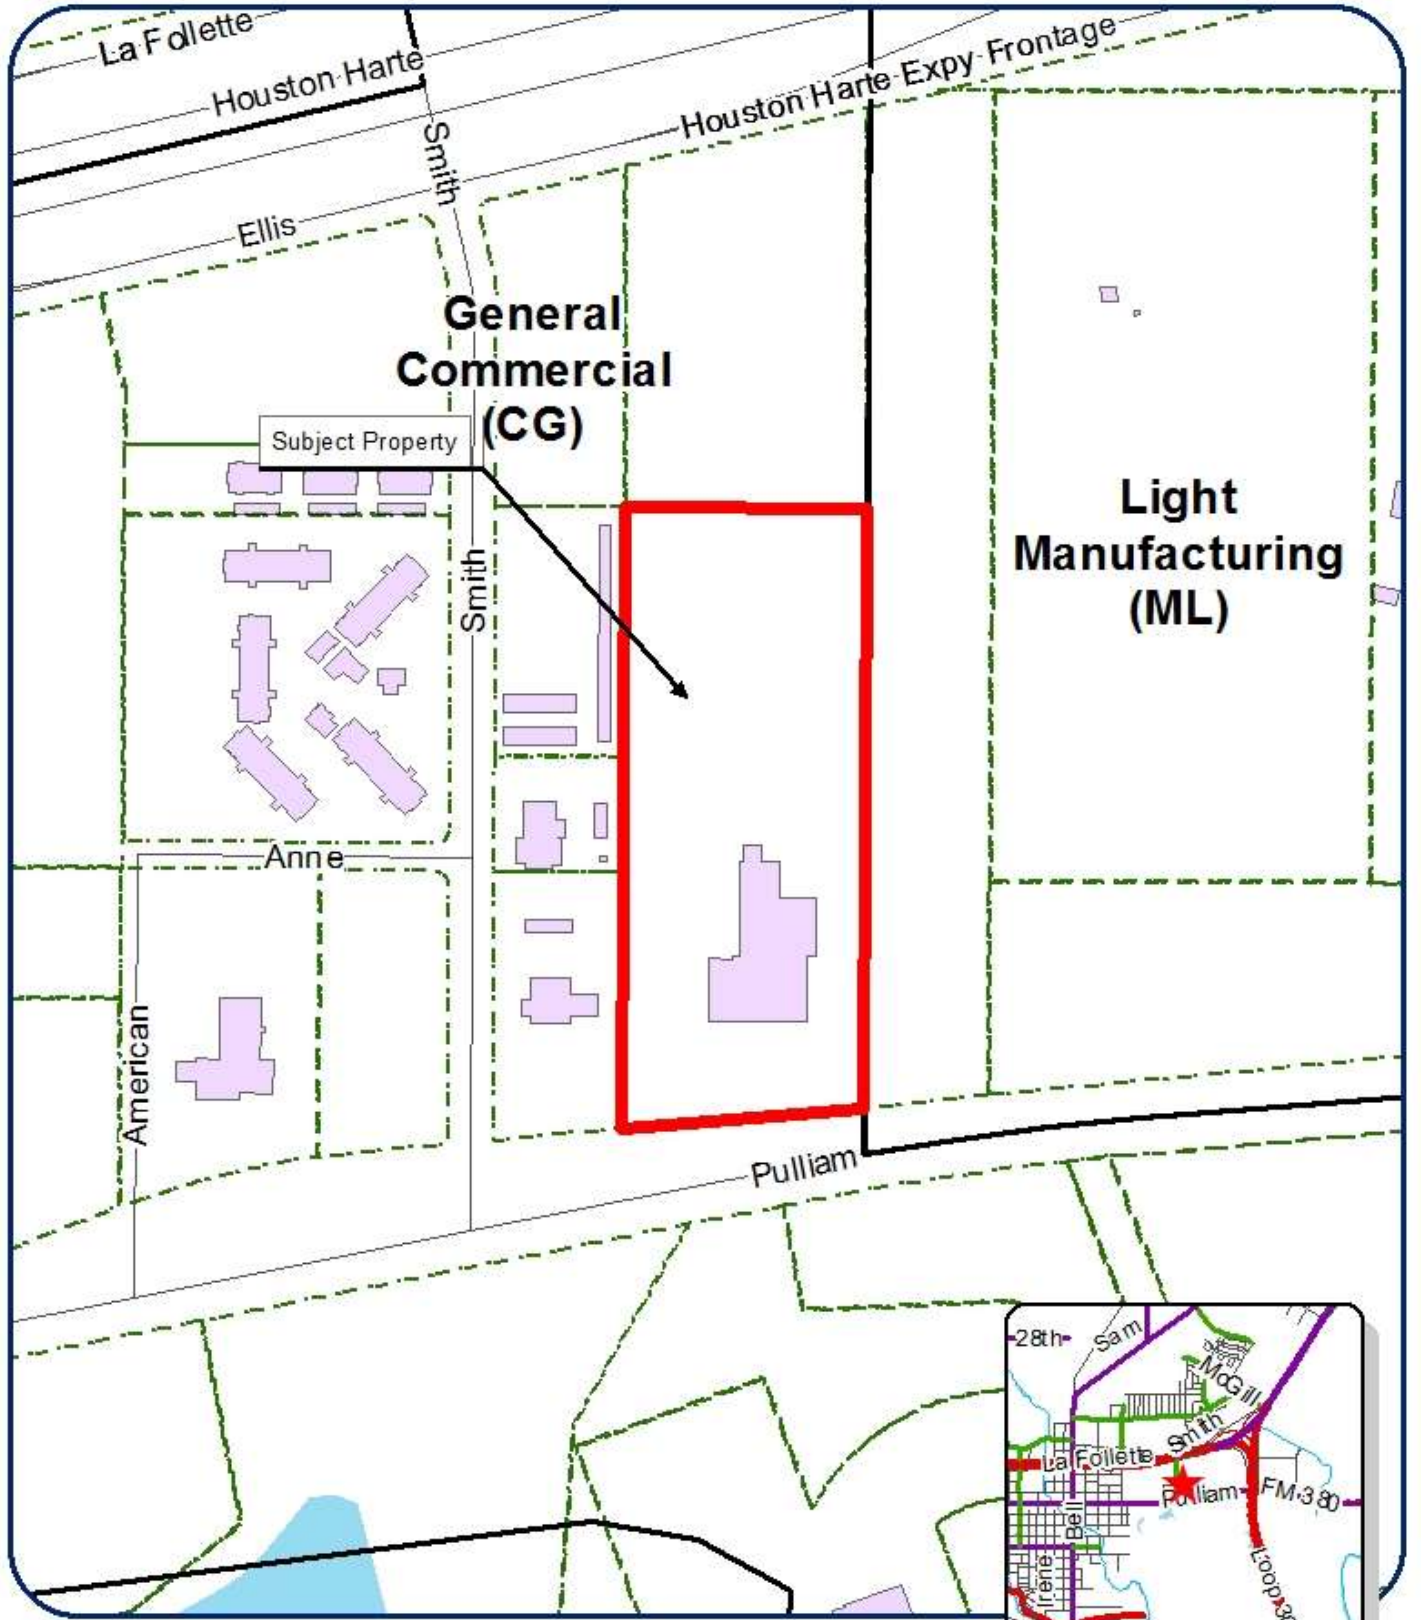 La Follette
Houston Harte
Houston Harte Expy Frontage
Smith
Ellis
General
Commercial
(CG)
Subject Property
Light
Manufacturing
(ML)
Smith
Anne
American
Pulliam
28th
Sam
McGill
Smith
La Follette
Pulliam
FM 380
Bell
Irene